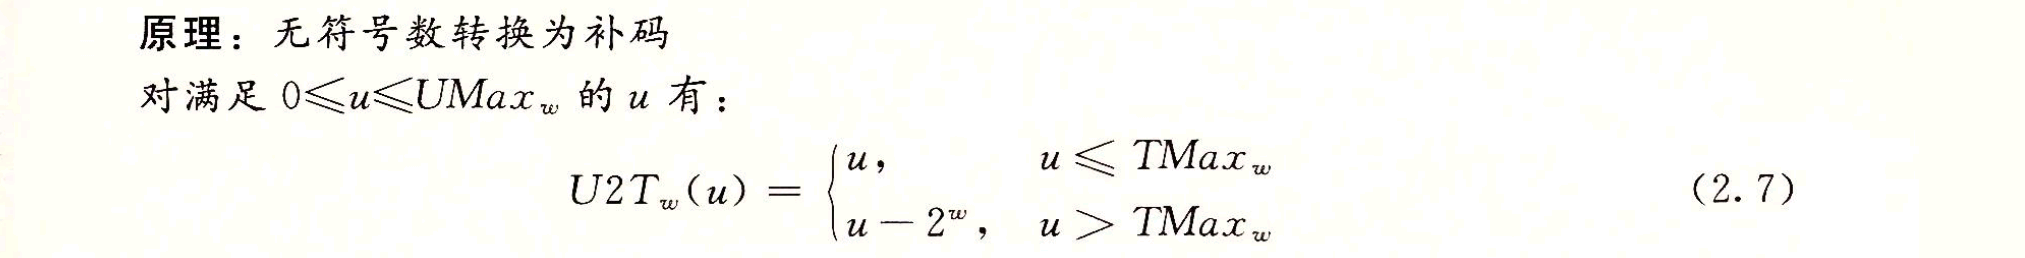 原理：无符号数转换为补码
对满足 0≤u≤UMax_w 的 u 有：
U2T_w(u) = { u, u ≤ TMax_w
u − 2^w, u > TMax_w (2.7)